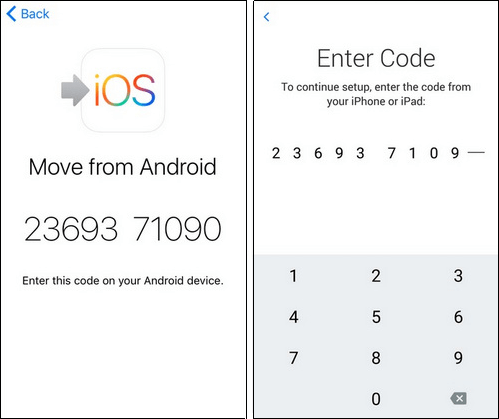 Back
iOS
Move from Android
23693 71090
Enter this code on your Android device.
Enter Code
To continue setup, enter the code from
your iPhone or iPad:
2 3 6 9 3 7 1 0 9
1 2 3
4 5 6
7 8 9
0